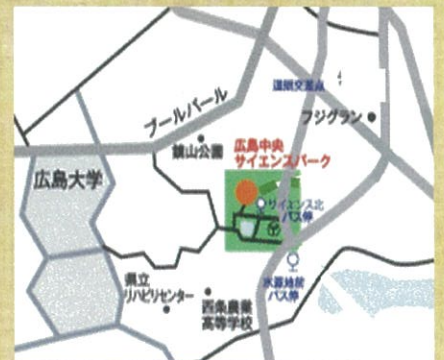 ブールバール
道照交差点
フジグラン
鏡山公園
広島中央
サイエンスパーク
広島大学
サイエンス北
バス停
県立
リハビリセンター
西条農業
高等学校
水源地前
バス停